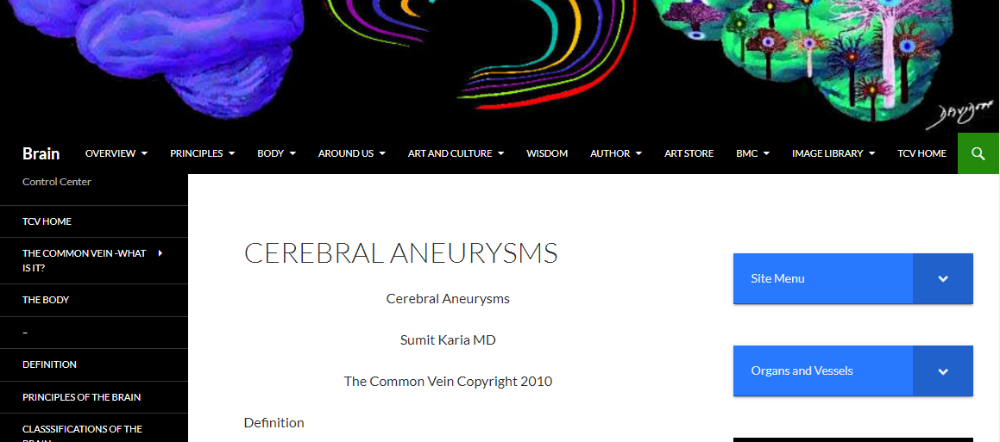 DAVIDOFF
Brain
OVERVIEW
PRINCIPLES
BODY
AROUND US
ART AND CULTURE
WISDOM
AUTHOR
ART STORE
BMC
IMAGE LIBRARY
TCV HOME
Control Center
TCV HOME
THE COMMON VEIN -WHAT
IS IT?
THE BODY
–
DEFINITION
PRINCIPLES OF THE BRAIN
CLASSSIFICATIONS OF THE
BRAIN
CEREBRAL ANEURYSMS
Cerebral Aneurysms
Sumit Karia MD
The Common Vein Copyright 2010
Definition
Site Menu
Organs and Vessels